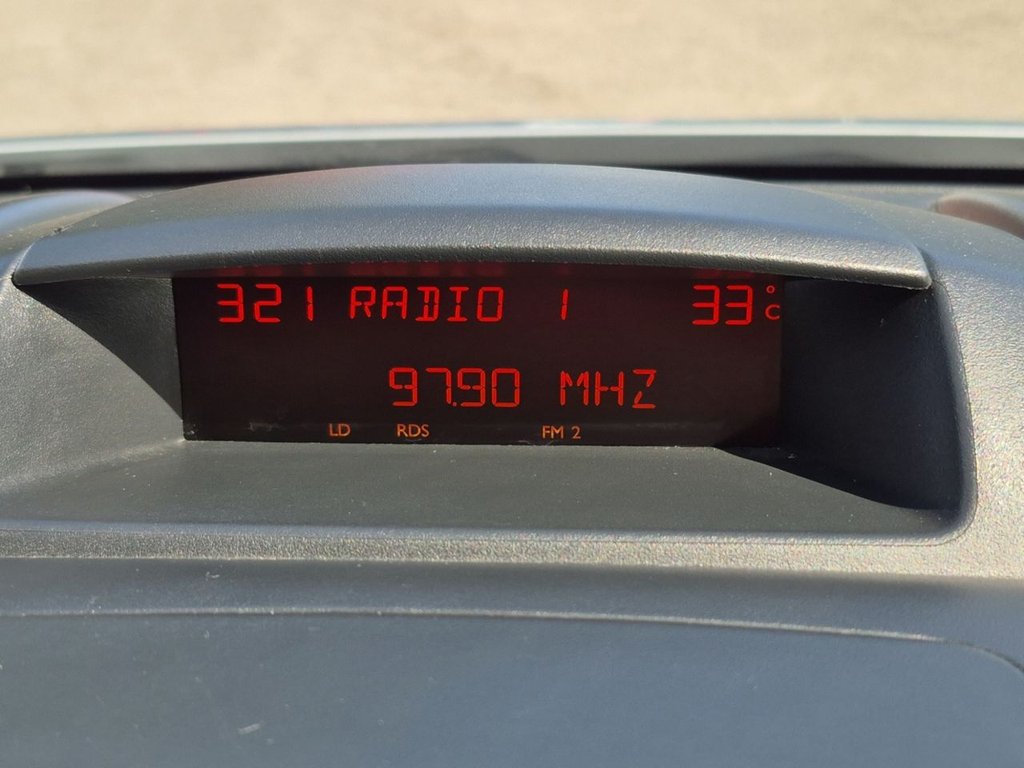 321 RADIO 1 33°C
97.90 MHZ
LD RDS FM 2